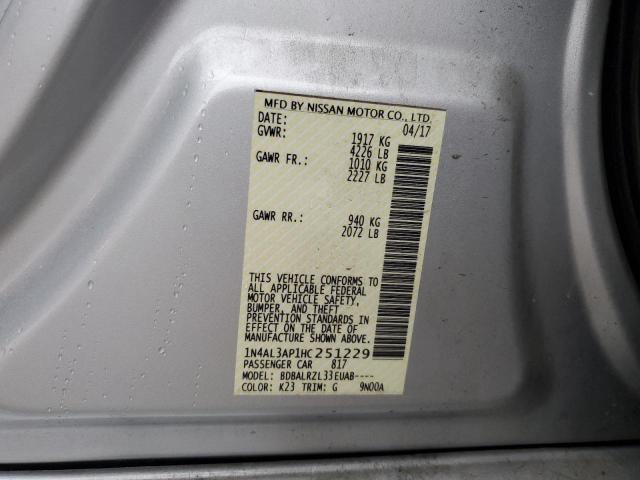 MFD BY NISSAN MOTOR CO., LTD.
DATE: 04/17
GVWR: 1917 KG
4226 LB
GAWR FR.: 1010 KG
2227 LB
GAWR RR.: 940 KG
2072 LB
THIS VEHICLE CONFORMS TO
ALL APPLICABLE FEDERAL
MOTOR VEHICLE SAFETY,
BUMPER, AND THEFT
PREVENTION STANDARDS IN
EFFECT ON THE DATE OF
MANUFACTURE SHOWN ABOVE.
1N4AL3AP1HC251229
PASSENGER CAR 817
MODEL: BDBALRZL33EUAB----
COLOR: K23 TRIM: G 9N00A